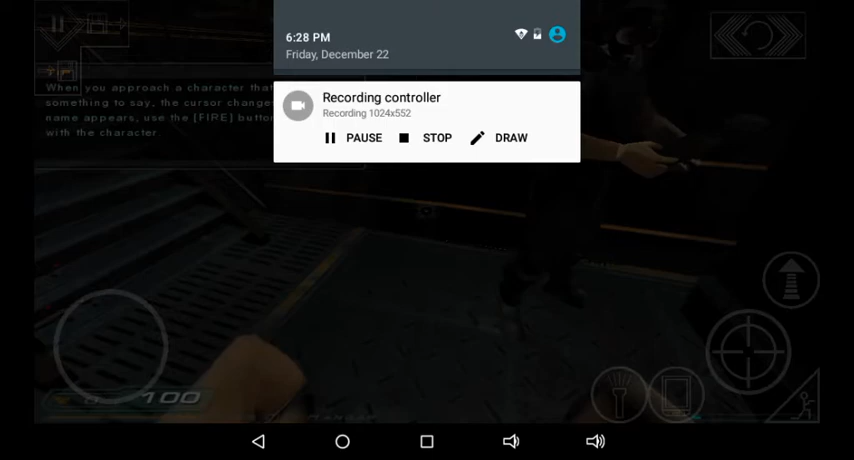 6:28 PM
Friday, December 22
Recording controller
Recording 1024x552
PAUSE STOP DRAW
When you approach a character that
something to say, the cursor change
name appears, use the [FIRE] butto
with the character.
100